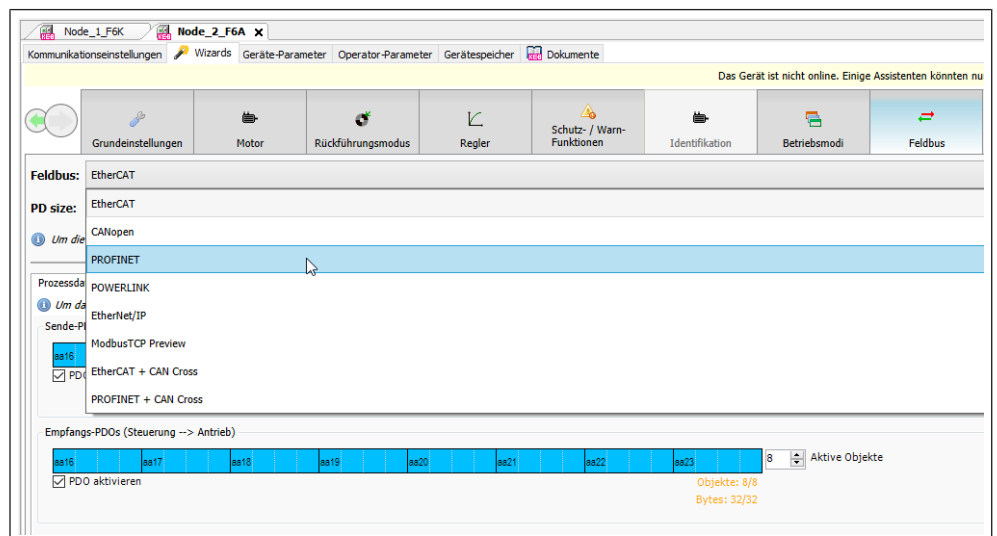 Node_1_F6K Node_2_F6A x
Kommunikationseinstellungen Wizards Geräte-Parameter Operator-Parameter Gerätespeicher Dokumente
Das Gerät ist nicht online. Einige Assistenten könnten nu
Grundeinstellungen Motor Rückführungsmodus Regler Schutz- / Warn-
Funktionen Identifikation Betriebsmodi Feldbus
Feldbus: EtherCAT
PD size: EtherCAT
CANopen
Um die
PROFINET
Prozessda
POWERLINK
Um da
EtherNet/IP
Sende-P
ModbusTCP Preview
aa16
PDO
EtherCAT + CAN Cross
PROFINET + CAN Cross
Empfangs-PDOs (Steuerung --> Antrieb)
aa16 aa17 aa18 aa19 aa20 aa21 aa22 aa23 8 Aktive Objekte
PDO aktivieren Objekte: 8/8
Bytes: 32/32